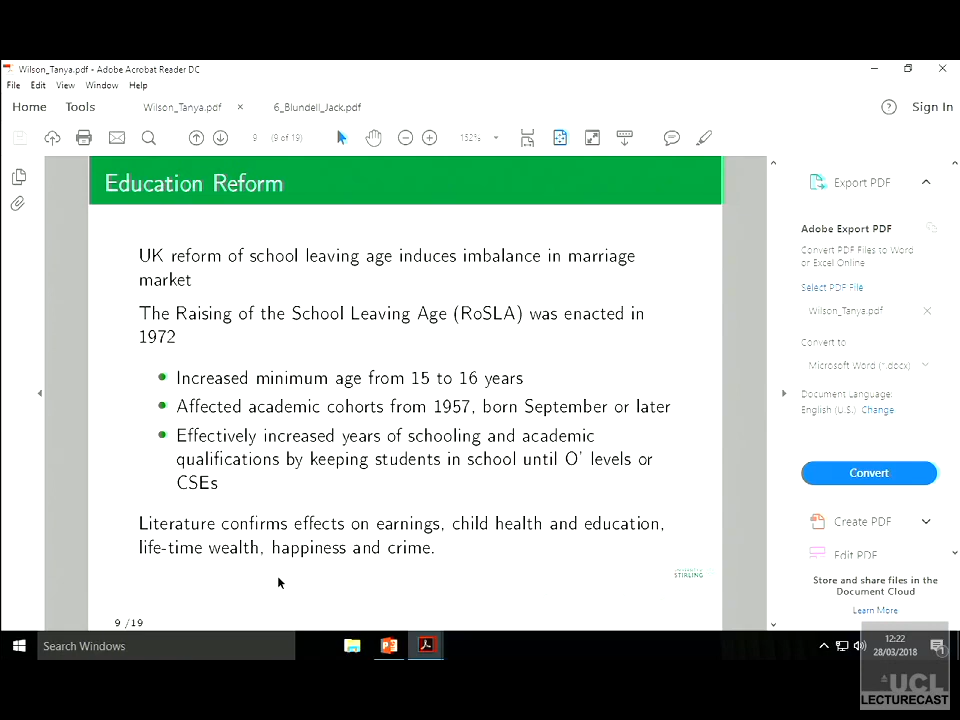 Wilson_Tanya.pdf - Adobe Acrobat Reader DC
File Edit View Window Help
Home Tools Wilson_Tanya.pdf × 6_Blundell_Jack.pdf ? Sign In
9 (9 of 19) 152%
Education Reform
UK reform of school leaving age induces imbalance in marriage
market
The Raising of the School Leaving Age (RoSLA) was enacted in
1972
Increased minimum age from 15 to 16 years
Affected academic cohorts from 1957, born September or later
Effectively increased years of schooling and academic
qualifications by keeping students in school until O' levels or
CSEs
Literature confirms effects on earnings, child health and education,
life-time wealth, happiness and crime.
STIRLING
9 /19
Export PDF
Adobe Export PDF
Convert PDF Files to Word
or Excel Online
Select PDF File
Wilson_Tanya.pdf
Convert to
Microsoft Word (*.docx)
Document Language:
English (U.S.) Change
Convert
Create PDF
Edit PDF
Store and share files in the
Document Cloud
Learn More
Search Windows
12:22
28/03/2018
1
UCL
LECTURECAST